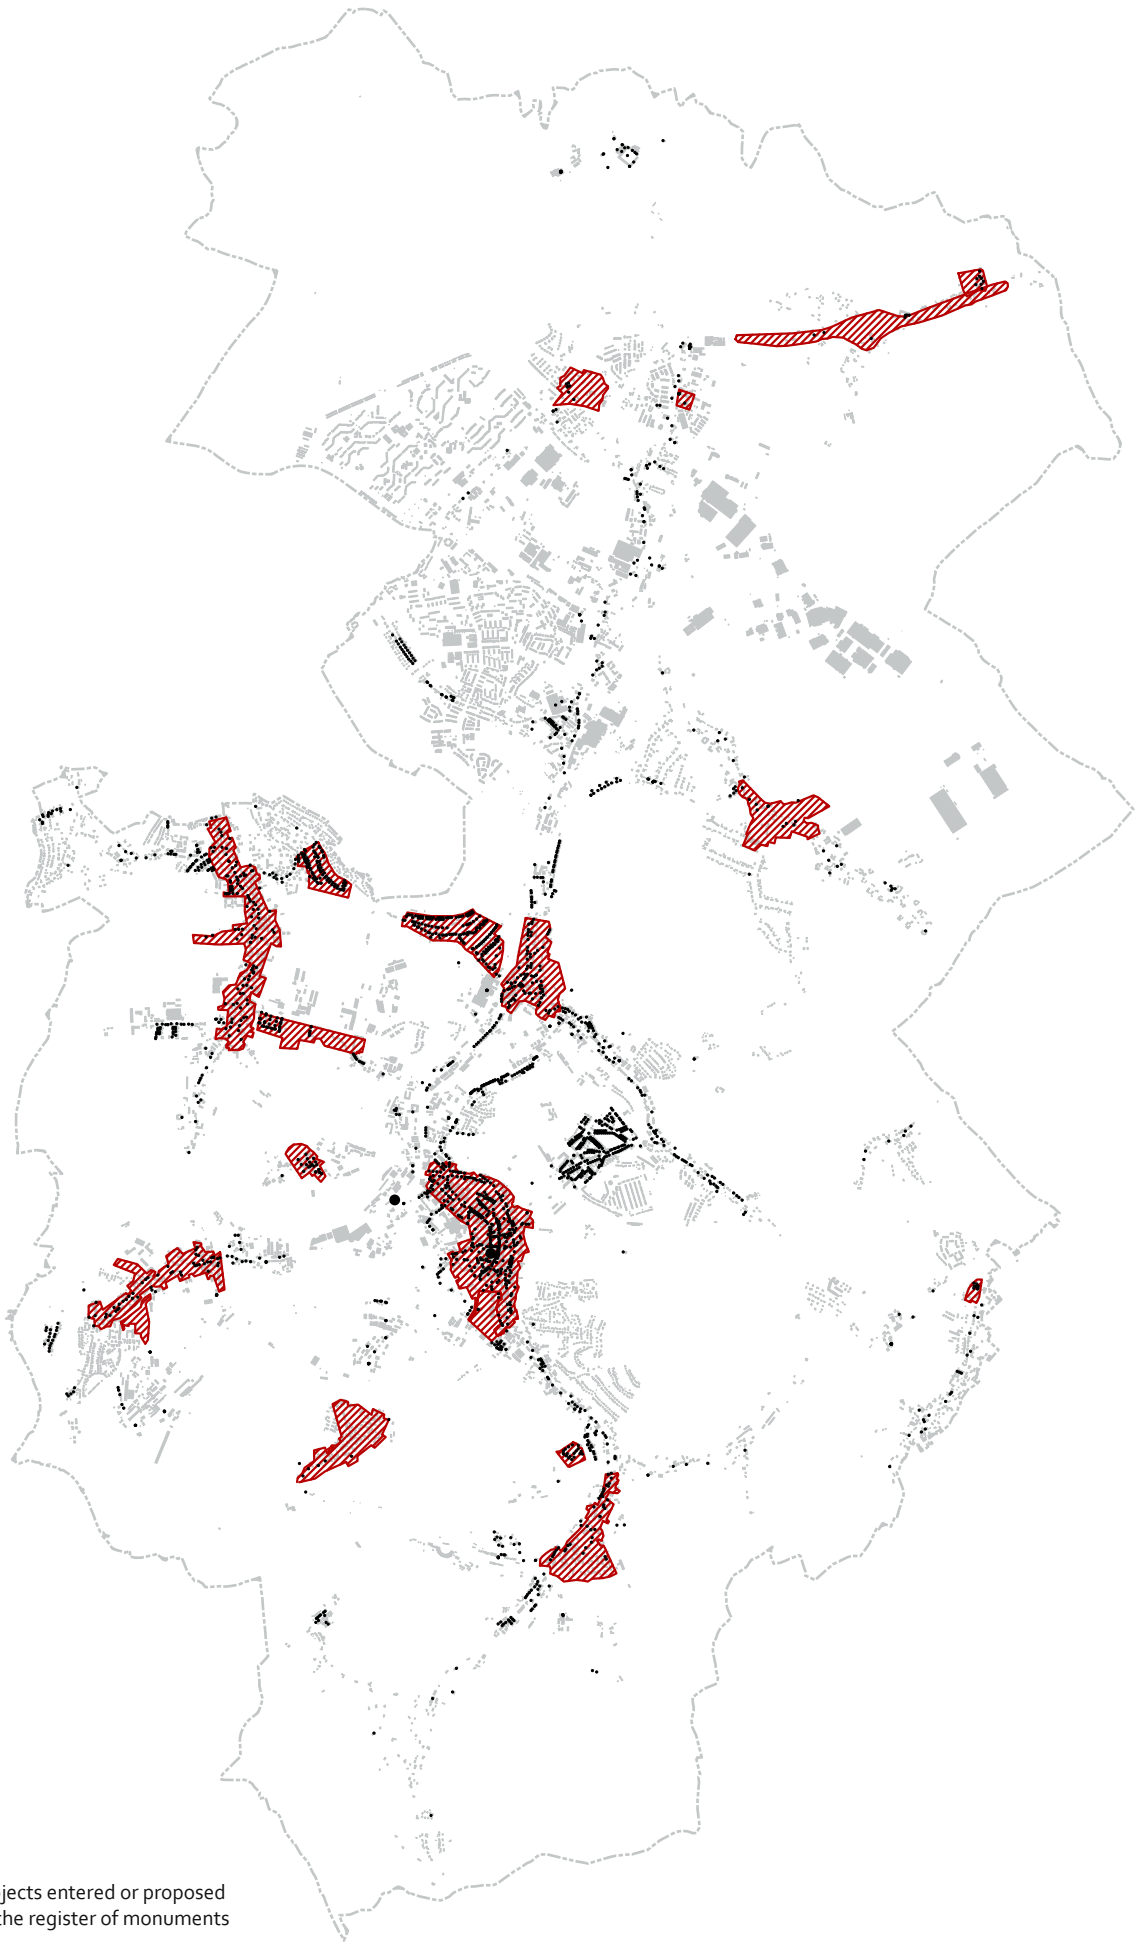 jects entered or proposed
the register of monuments